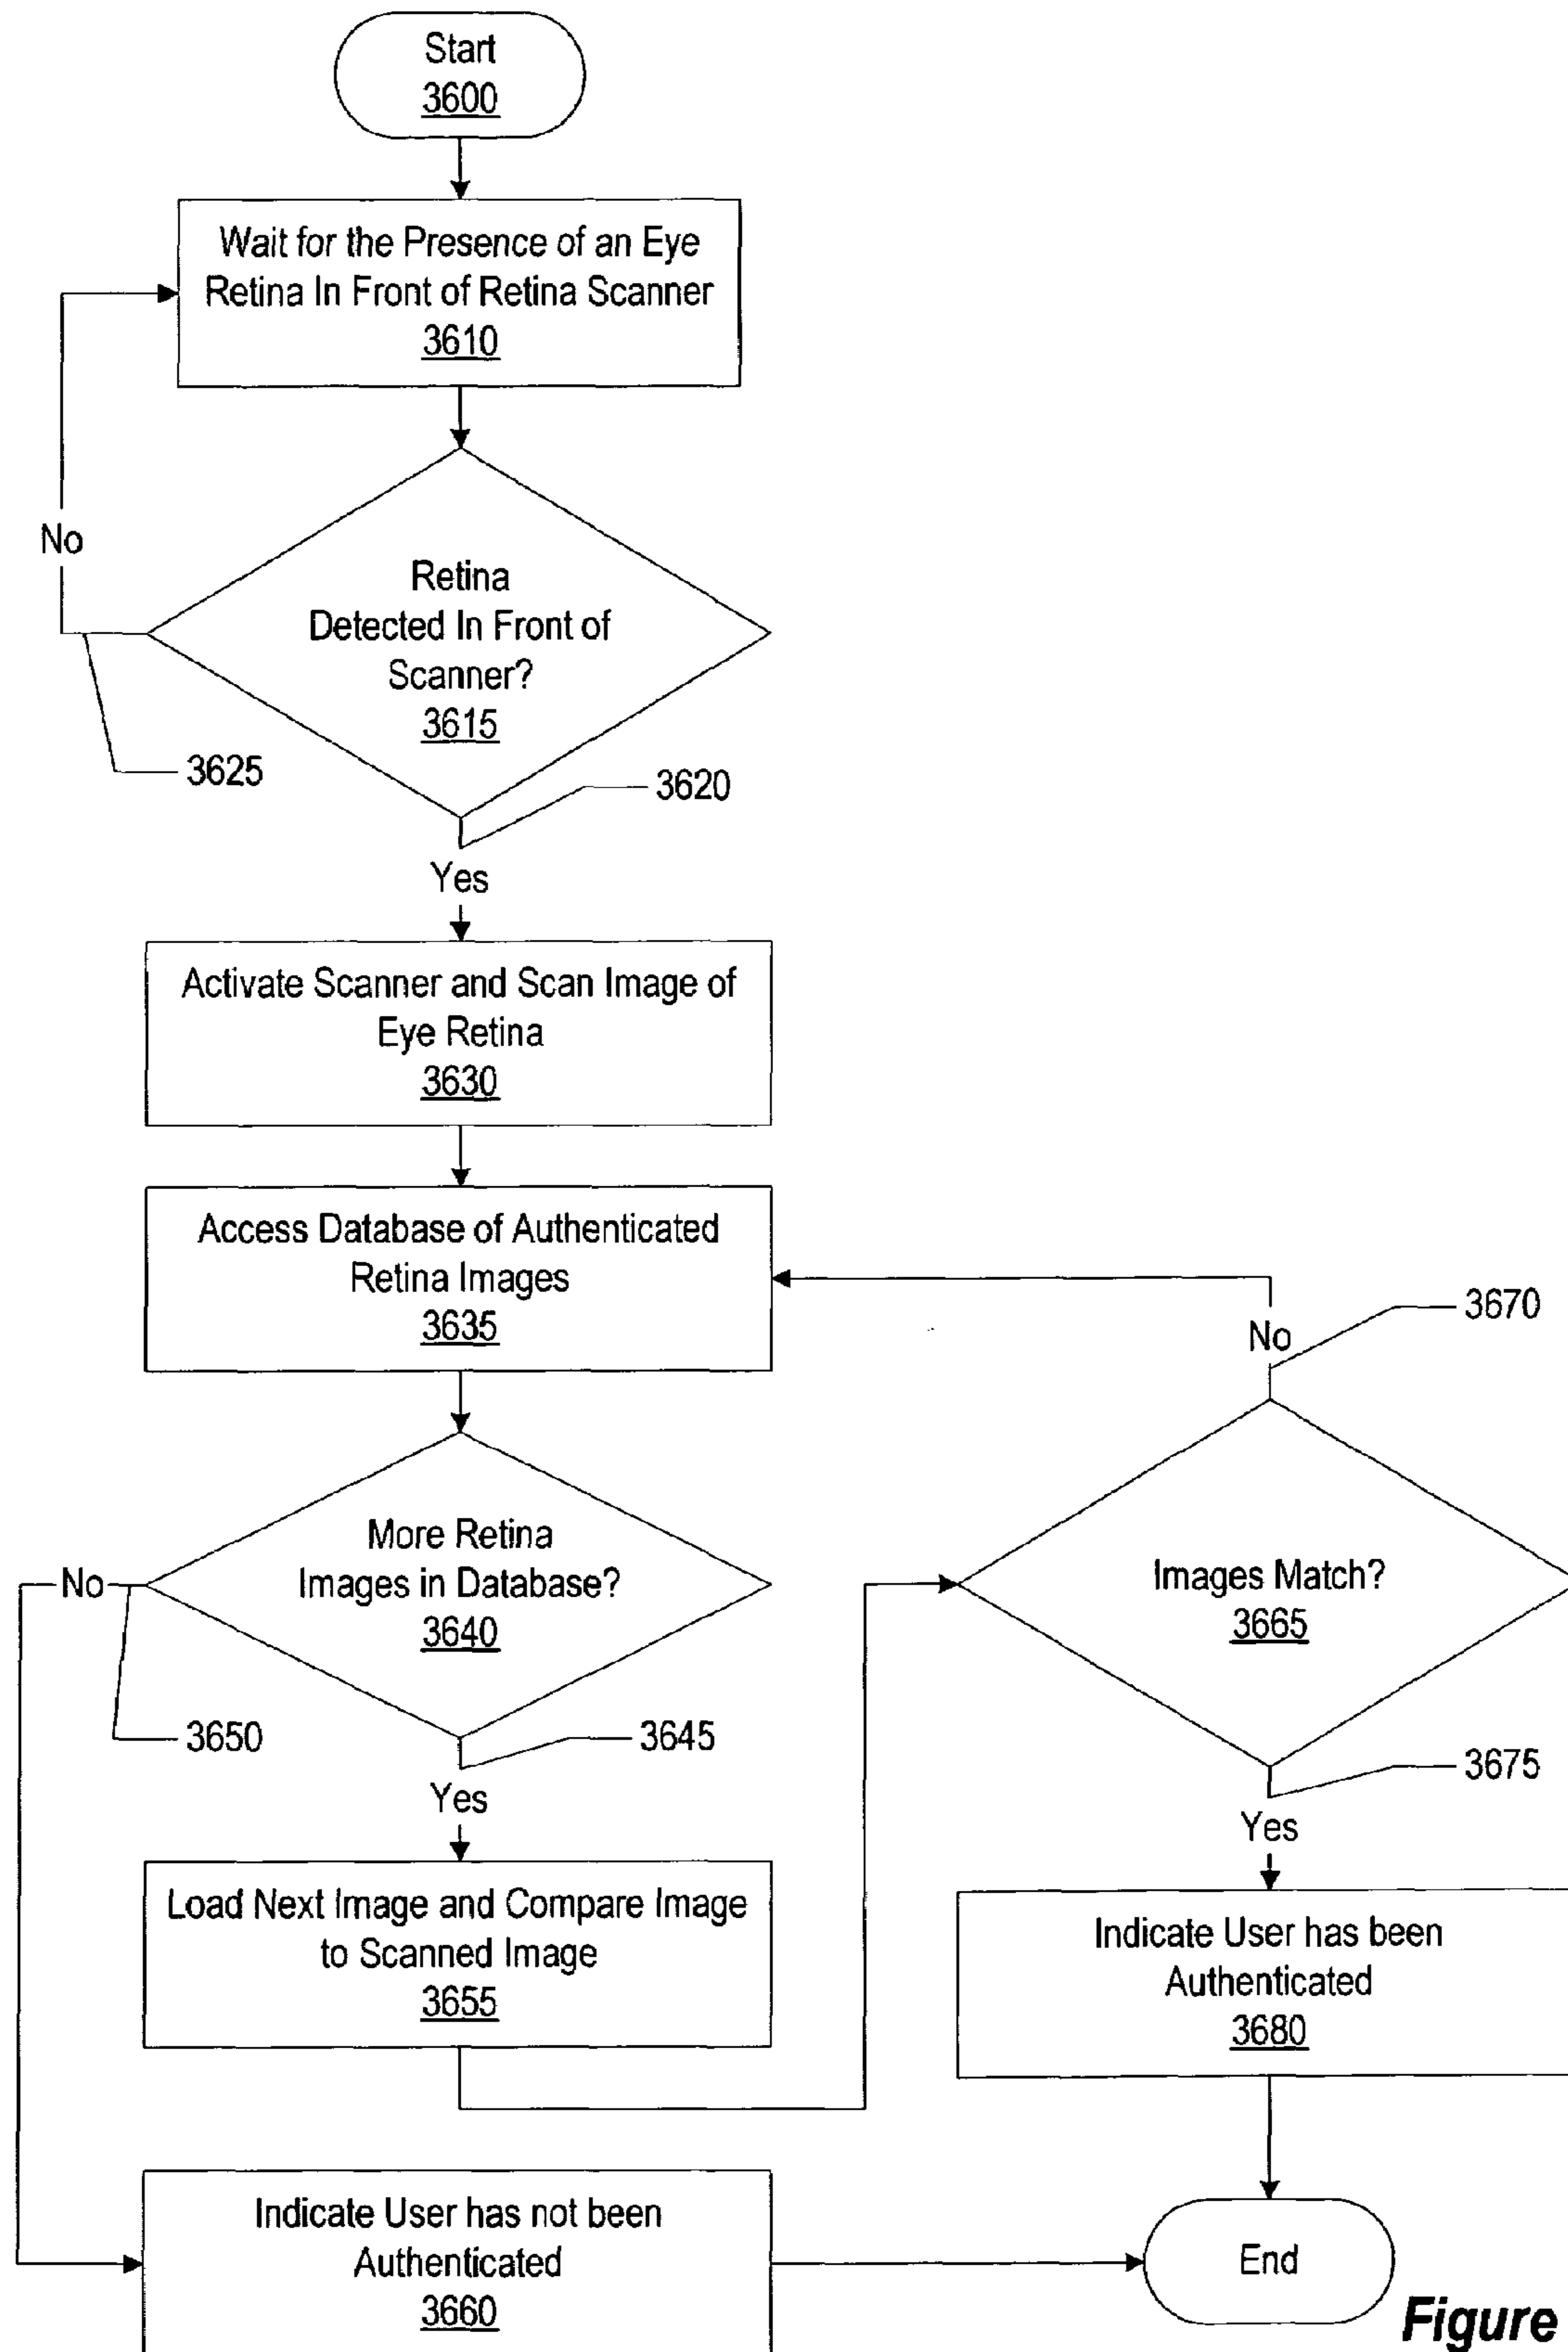 Start
3600
Wait for the Presence of an Eye
Retina In Front of Retina Scanner
3610
No
Retina
Detected In Front of
Scanner?
3615
3625
3620
Yes
Activate Scanner and Scan Image of
Eye Retina
3630
Access Database of Authenticated
Retina Images
3635
3670
No
More Retina
Images in Database?
3640
No
Images Match?
3665
3650
3645
3675
Yes
Yes
Load Next Image and Compare Image
to Scanned Image
3655
Indicate User has been
Authenticated
3680
Indicate User has not been
Authenticated
3660
End
Figure